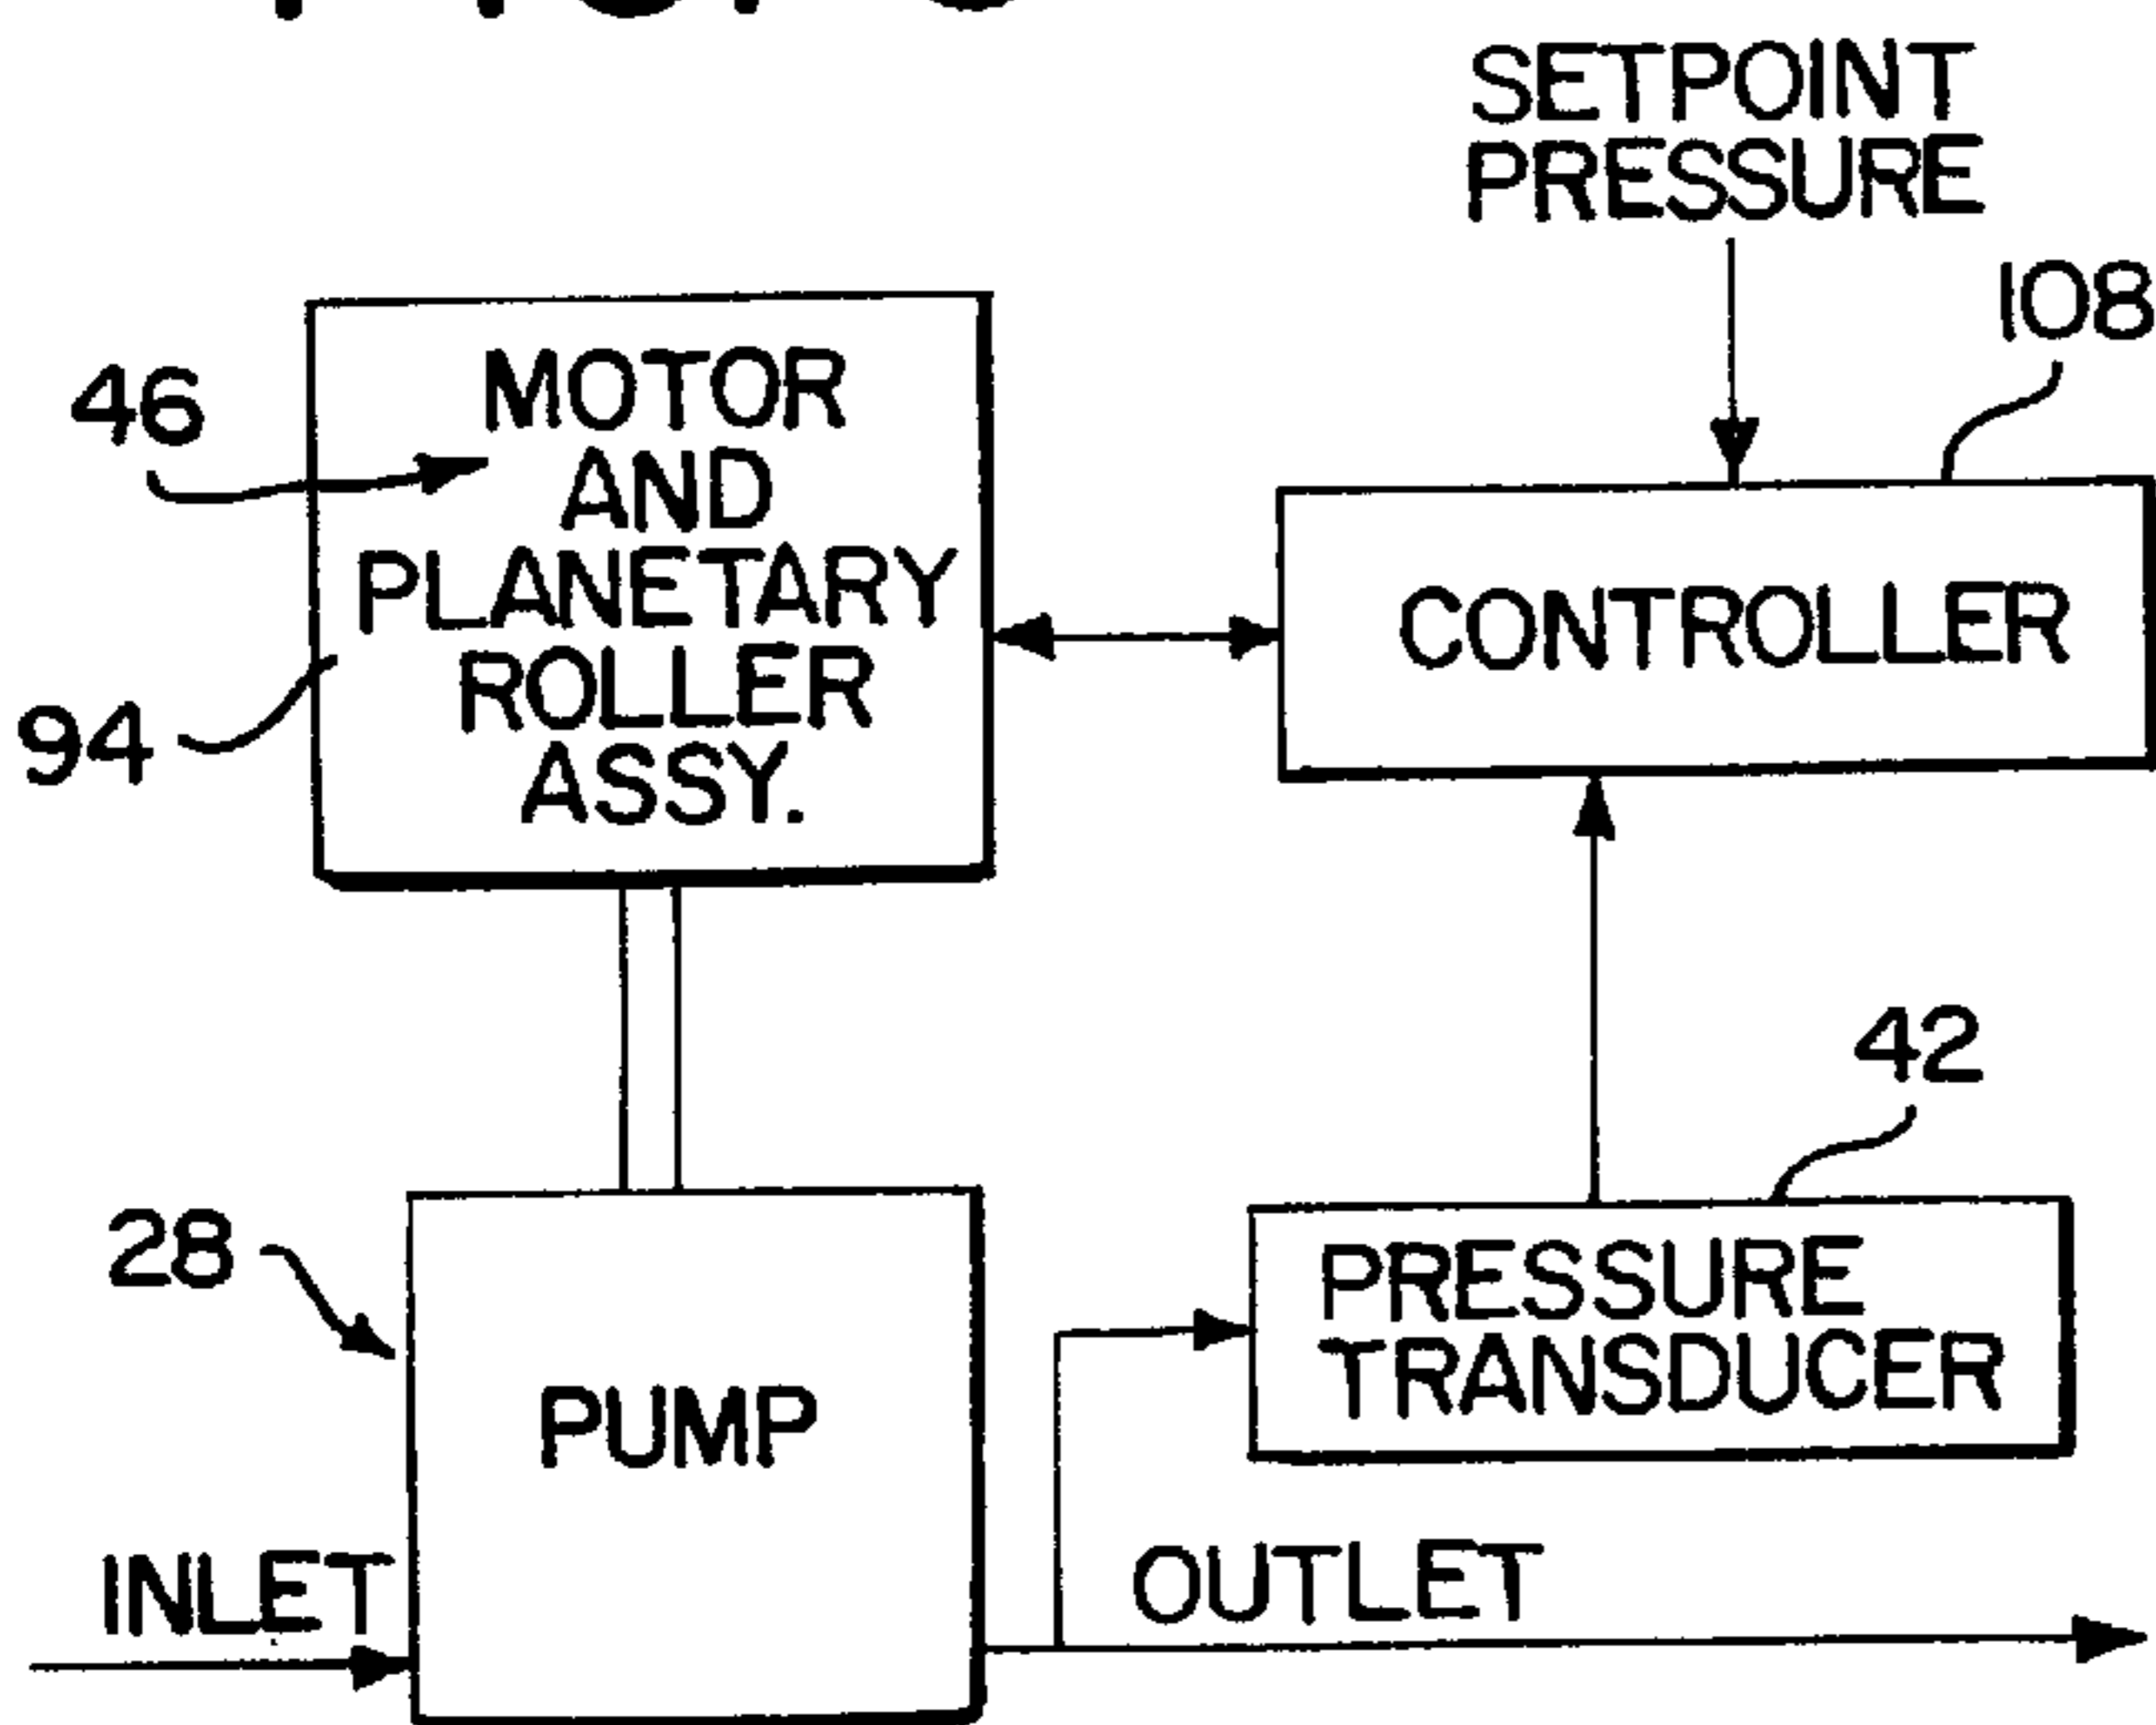 SETPOINT
PRESSURE
108
46
MOTOR
AND
PLANETARY
ROLLER
ASSY.
94
CONTROLLER
42
28
PUMP
PRESSURE
TRANSDUCER
INLET
OUTLET